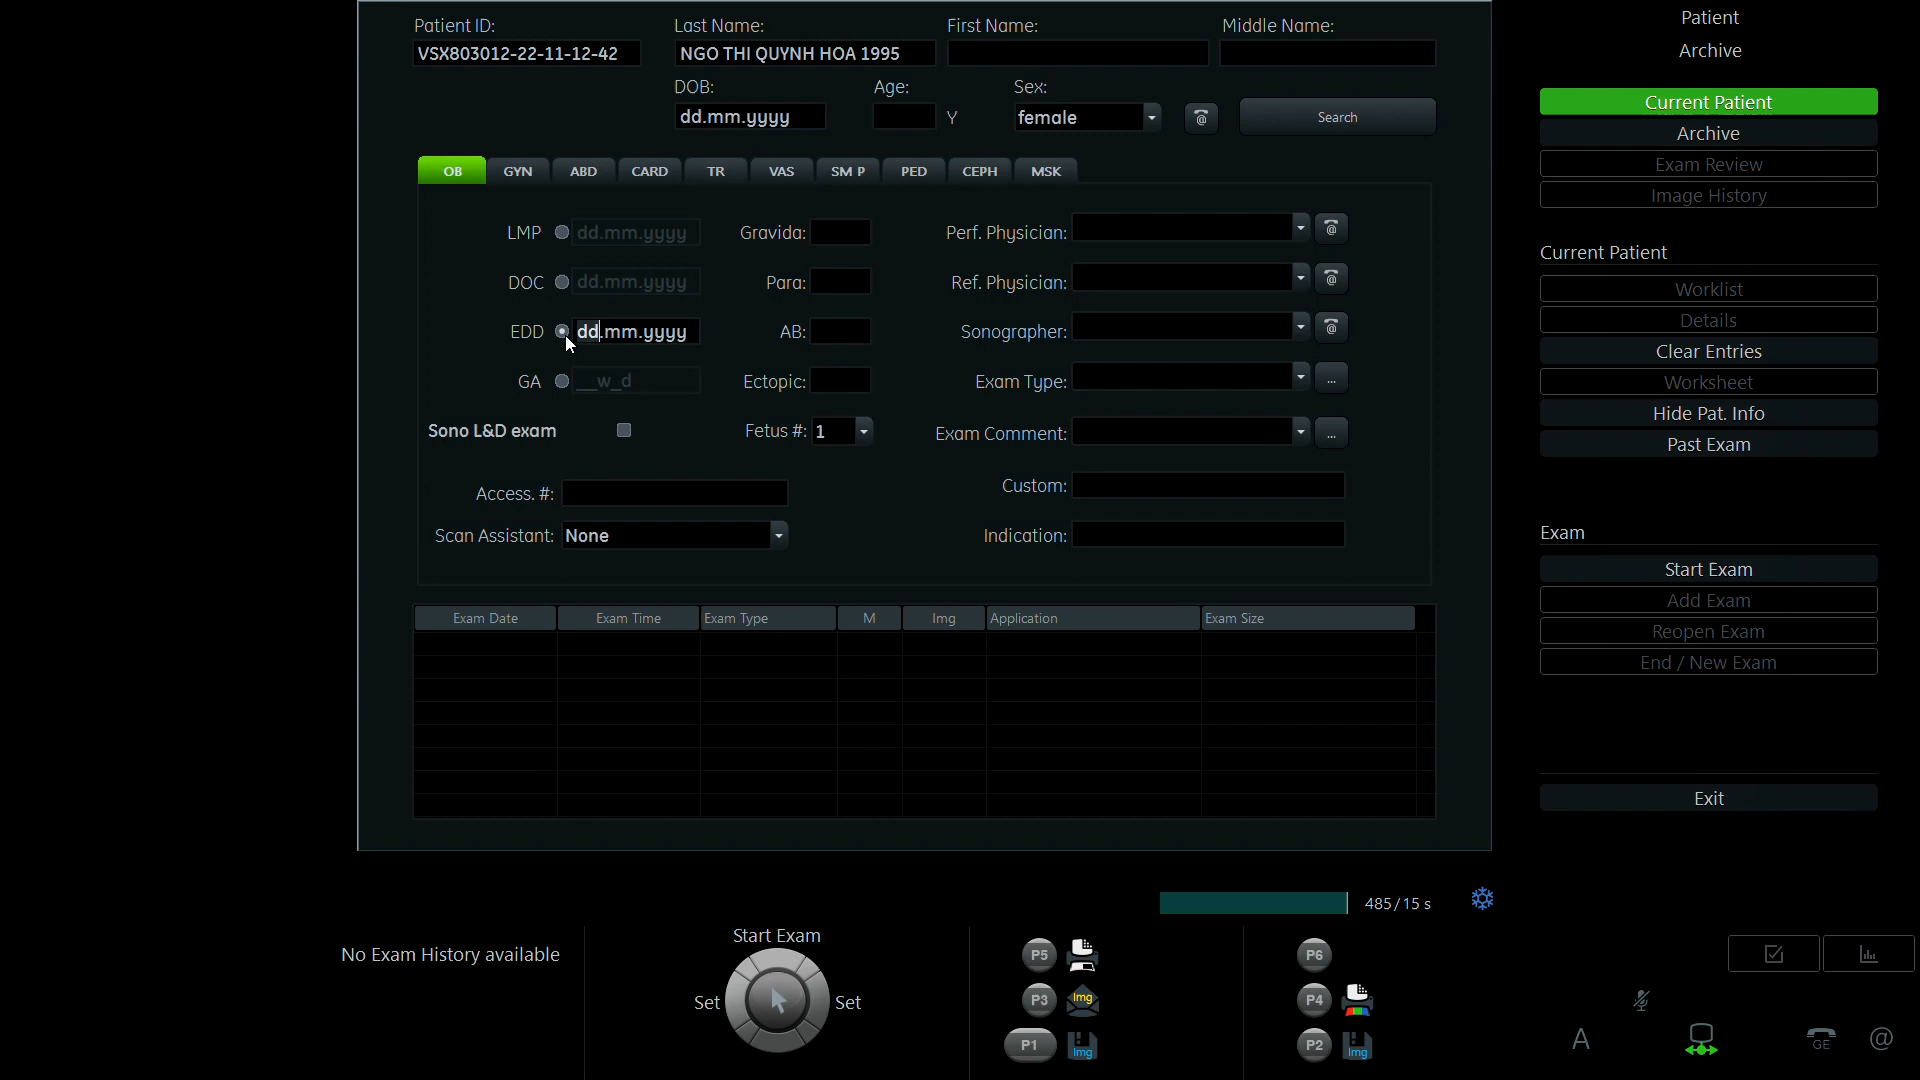 Patient ID: Last Name: First Name: Middle Name:
VSX803012-22-11-12-42 NGO THI QUYNH HOA 1995
DOB: Age: Sex:
dd.mm.yyyy Y female @ Search
OB GYN ABD CARD TR VAS SM P PED CEPH MSK
LMP dd.mm.yyyy Gravida: Perf. Physician: @
DOC dd.mm.yyyy Para: Ref. Physician: @
EDD dd.mm.yyyy AB: Sonographer: @
GA __w_d Ectopic: Exam Type: ...
Sono L&D exam Fetus #: 1 Exam Comment: ...
Access. #: Custom:
Scan Assistant: None Indication:
Exam Date Exam Time Exam Type M Img Application Exam Size
Patient
Archive
Current Patient
Archive
Exam Review
Image History
Current Patient
Worklist
Details
Clear Entries
Worksheet
Hide Pat. Info
Past Exam
Exam
Start Exam
Add Exam
Reopen Exam
End / New Exam
Exit
485/15 s
No Exam History available
Start Exam
Set Set
P5 P6
P3 Img P4
P1 Img P2 Img
A GE @